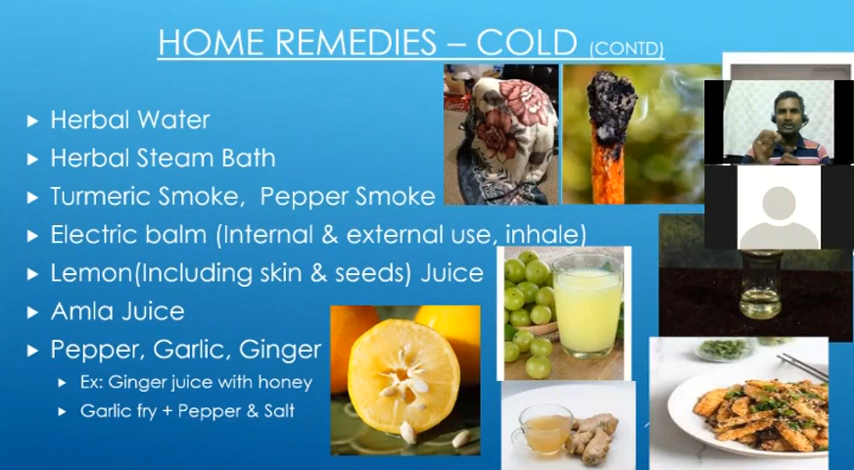 HOME REMEDIES – COLD (CONTD)
Herbal Water
Herbal Steam Bath
Turmeric Smoke, Pepper Smoke
Electric balm (Internal & external use, inhale)
Lemon(Including skin & seeds) Juice
Amla Juice
Pepper, Garlic, Ginger
Ex: Ginger juice with honey
Garlic fry + Pepper & Salt